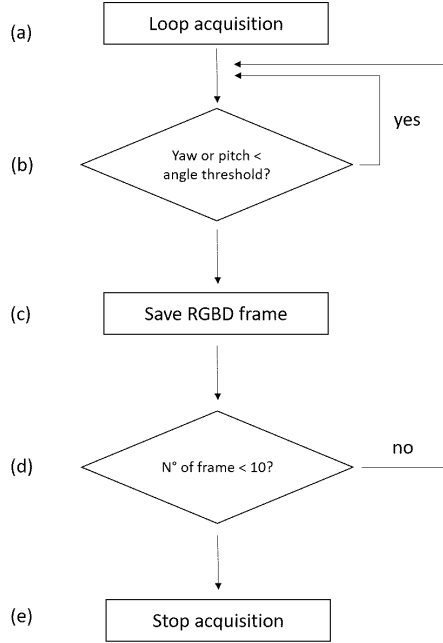 (a)
Loop acquisition
yes
(b)
Yaw or pitch <
angle threshold?
(c)
Save RGBD frame
no
(d)
N° of frame < 10?
(e)
Stop acquisition